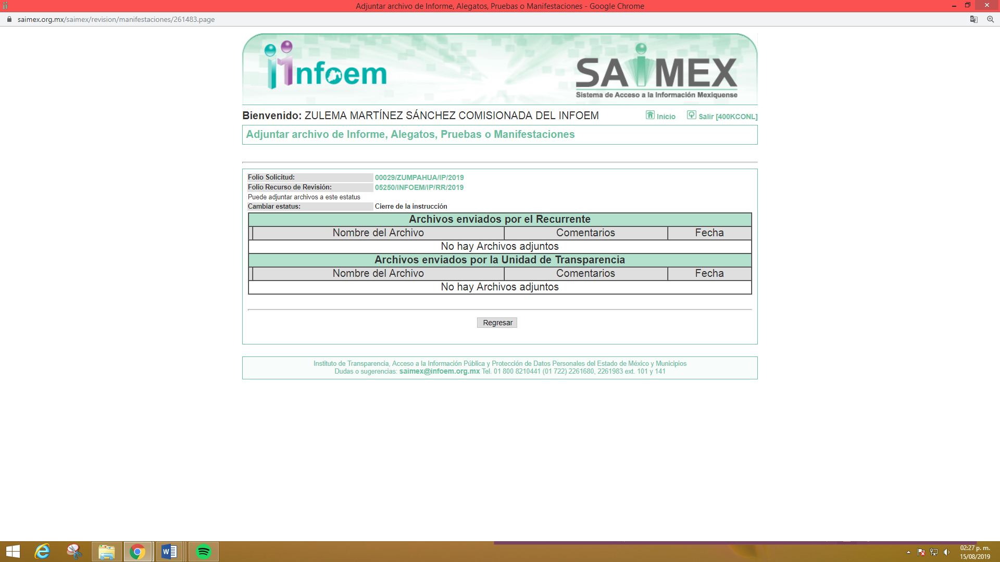 Adjuntar archivo de Informe, Alegatos, Pruebas o Manifestaciones - Google Chrome
saimex.org.mx/saimex/revision/manifestaciones/261483.page
infoem
SAIMEX
Sistema de Acceso a la Información Mexiquense
Bienvenido: ZULEMA MARTÍNEZ SÁNCHEZ COMISIONADA DEL INFOEM
Inicio Salir [400KCONL]
Adjuntar archivo de Informe, Alegatos, Pruebas o Manifestaciones
Folio Solicitud: 00029/ZUMPAHUA/IP/2019
Folio Recurso de Revisión: 05250/INFOEM/IP/RR/2019
Puede adjuntar archivos a este estatus
Cambiar estatus: Cierre de la instrucción
Archivos enviados por el Recurrente
Nombre del Archivo Comentarios Fecha
No hay Archivos adjuntos
Archivos enviados por la Unidad de Transparencia
Nombre del Archivo Comentarios Fecha
No hay Archivos adjuntos
Regresar
Instituto de Transparencia, Acceso a la Información Pública y Protección de Datos Personales del Estado de México y Municipios
Dudas o sugerencias: saimex@infoem.org.mx Tel. 01 800 8210441 (01 722) 2261680, 2261983 ext. 101 y 141
02:27 p. m.
15/08/2019